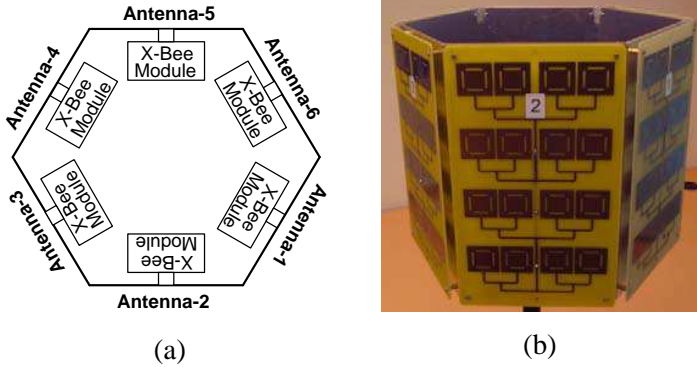 Antenna-5
Antenna-4
X-Bee
Module
Antenna-6
X-Bee
Module
X-Bee
Module
X-Bee
Module
X-Bee
Module
Antenna-3
X-Bee
Module
Antenna-1
Antenna-2
2
(a)
(b)